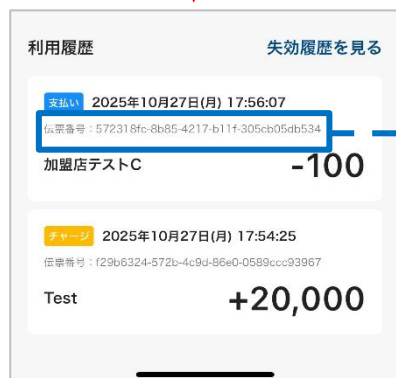 利用履歴 失効履歴を見る
支払い 2025年10月27日(月) 17:56:07
伝票番号：572318fc-8b85-4217-b11f-305cb05db534
加盟店テストC -100
チャージ 2025年10月27日(月) 17:54:25
伝票番号：f29b6324-572b-4c9d-86e0-0589ccc93967
Test +20,000